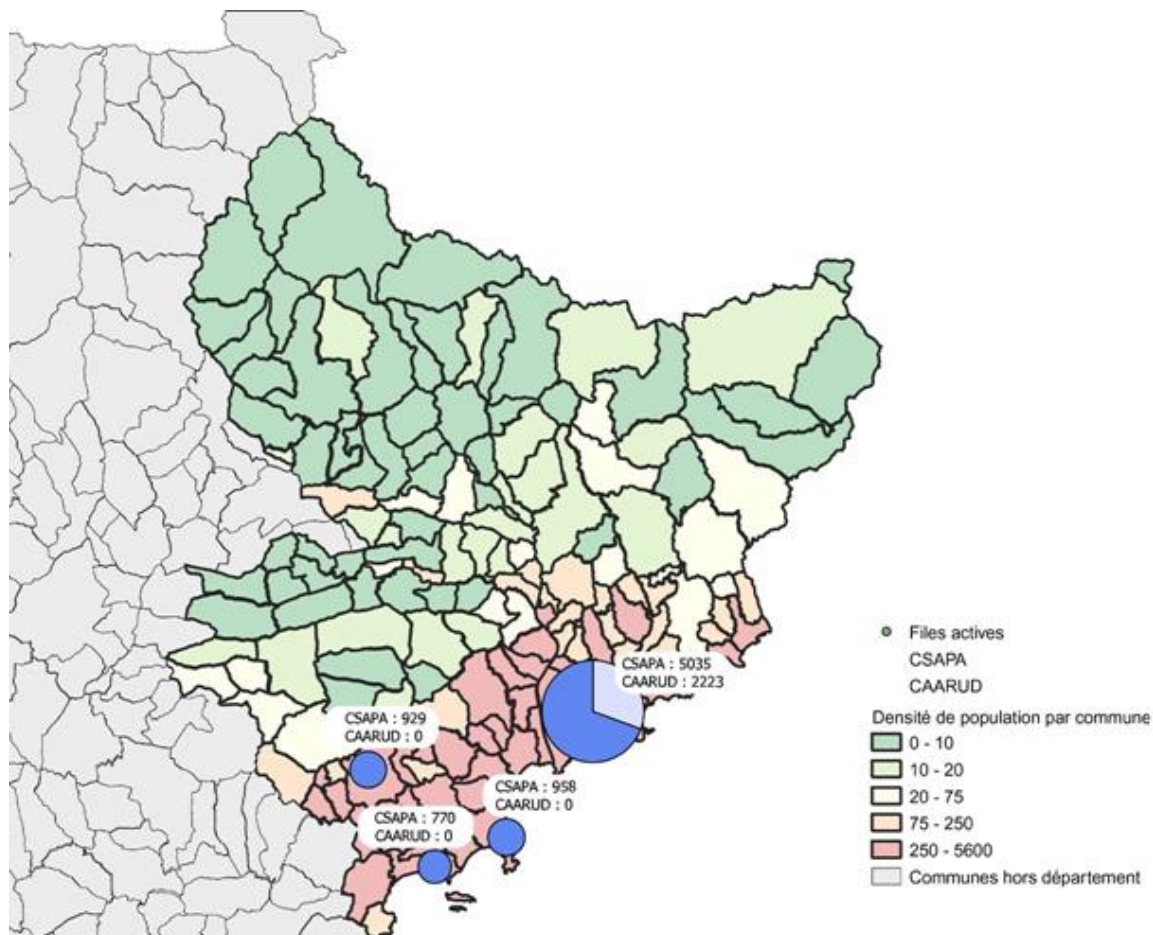 CSAPA : 5035
CAARUD : 2223
CSAPA : 929
CAARUD : 0
CSAPA : 958
CAARUD : 0
CSAPA : 770
CAARUD : 0
Files actives
CSAPA
CAARUD
Densité de population par commune
0 - 10
10 - 20
20 - 75
75 - 250
250 - 5600
Communes hors département